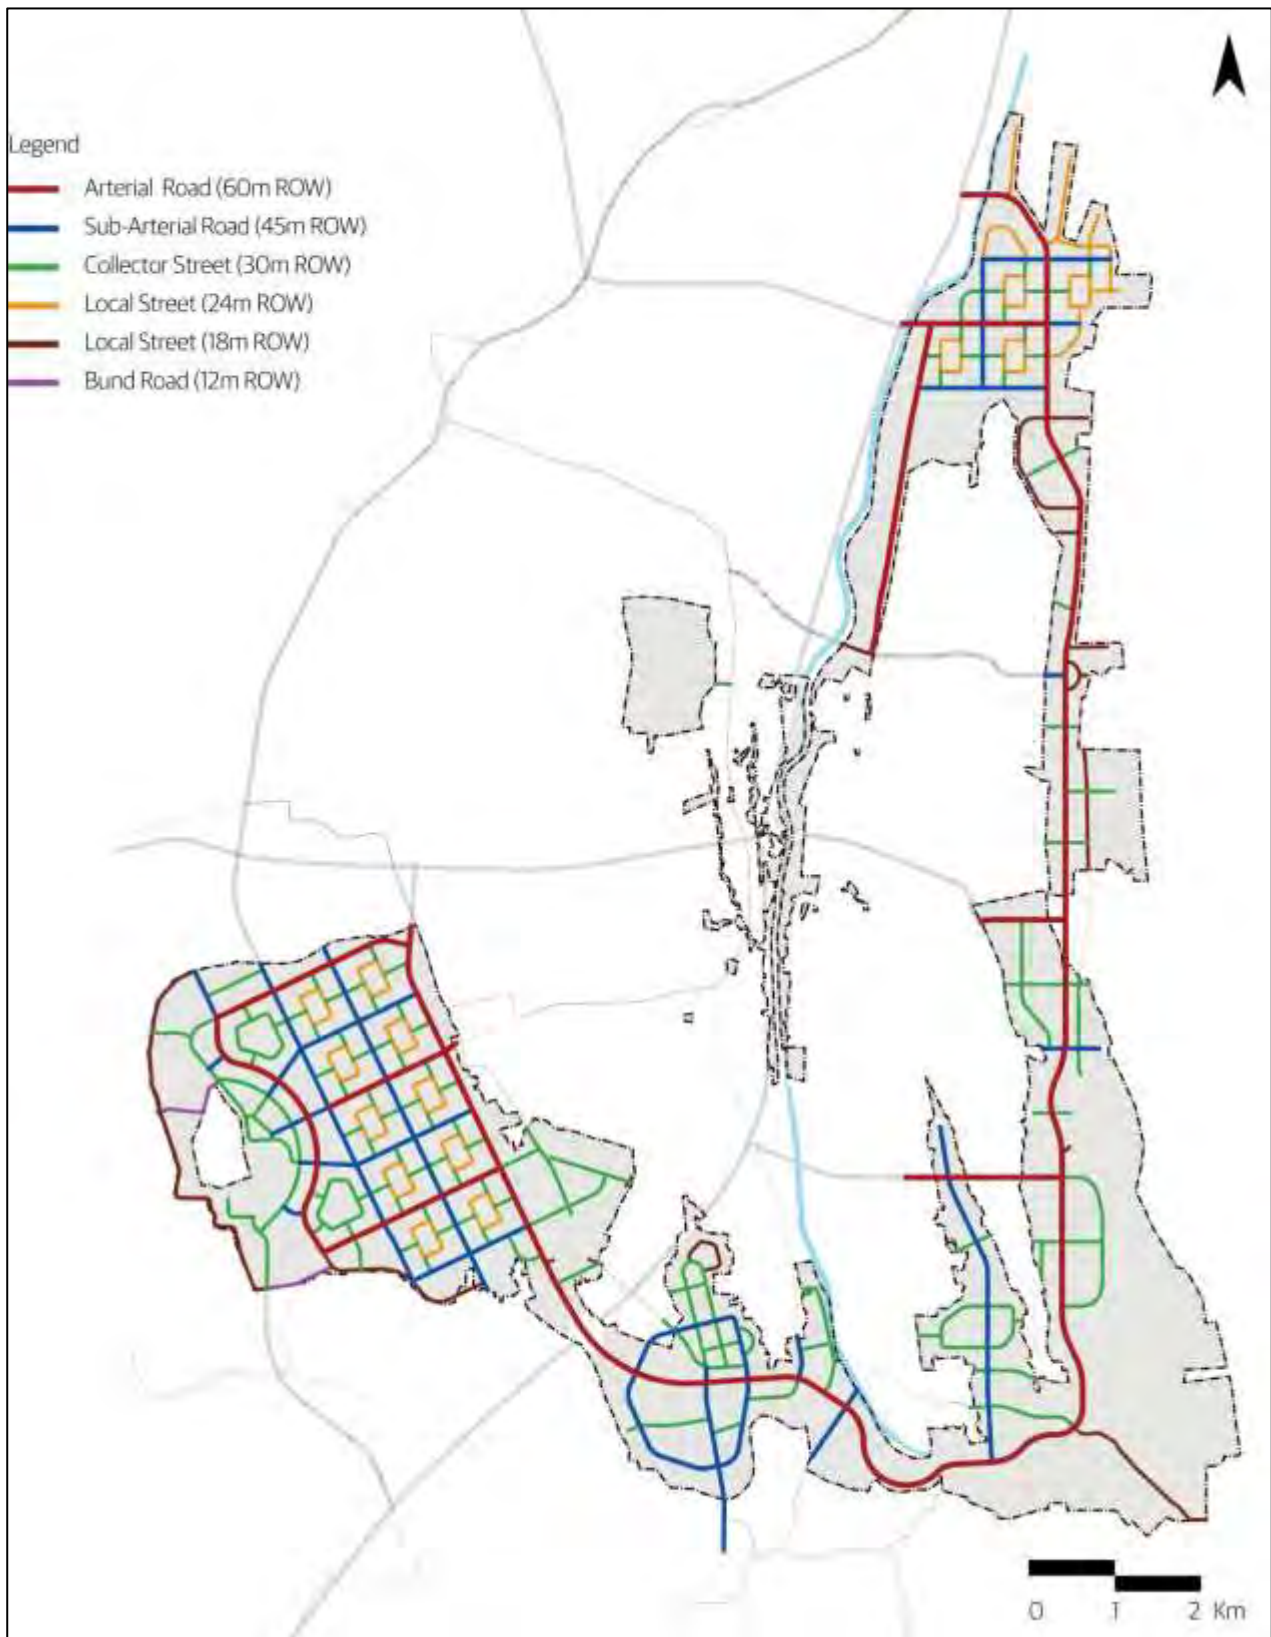 Legend
Arterial Road (60m ROW)
Sub-Arterial Road (45m ROW)
Collector Street (30m ROW)
Local Street (24m ROW)
Local Street (18m ROW)
Bund Road (12m ROW)
0 1 2 Km